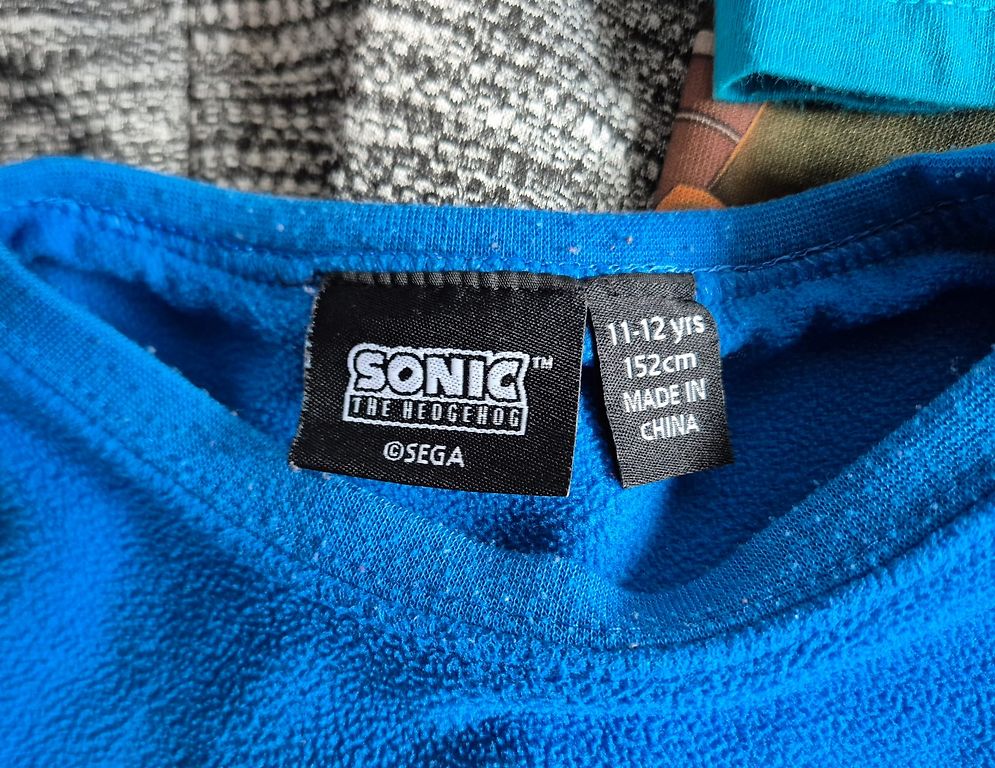 SONIC™
THE HEDGEHOG
©SEGA
11-12 yrs
152cm
MADE IN
CHINA